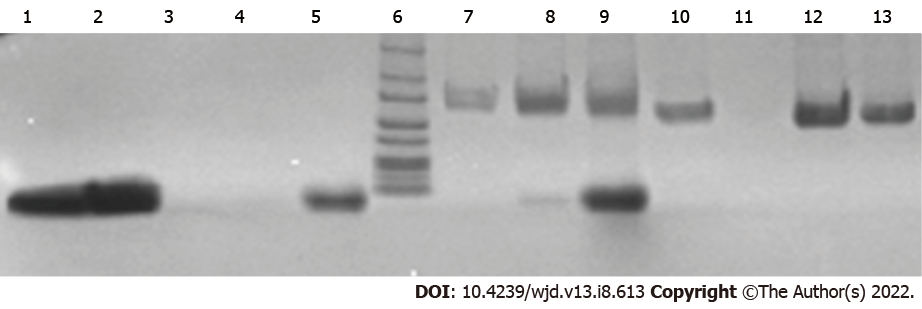 1 2 3 4 5 6 7 8 9 10 11 12 13
DOI: 10.4239/wjd.v13.i8.613 Copyright ©The Author(s) 2022.